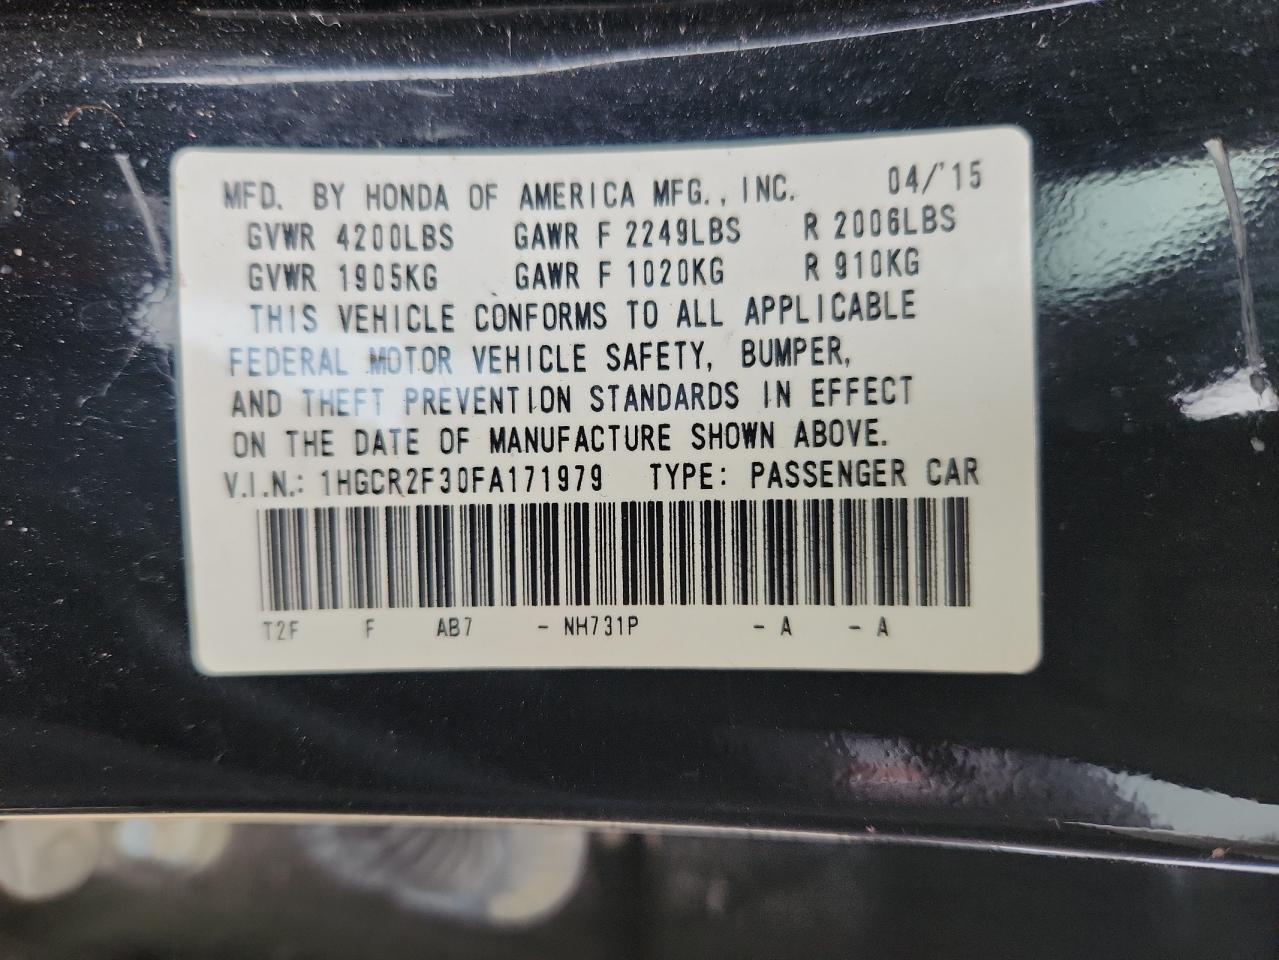 MFD. BY HONDA OF AMERICA MFG., INC. 04/'15
GVWR 4200LBS GAWR F 2249LBS R 2006LBS
GVWR 1905KG GAWR F 1020KG R 910KG
THIS VEHICLE CONFORMS TO ALL APPLICABLE
FEDERAL MOTOR VEHICLE SAFETY, BUMPER,
AND THEFT PREVENTION STANDARDS IN EFFECT
ON THE DATE OF MANUFACTURE SHOWN ABOVE.
V.I.N.: 1HGCR2F30FA171979 TYPE: PASSENGER CAR
T2F F AB7 - NH731P - A - A